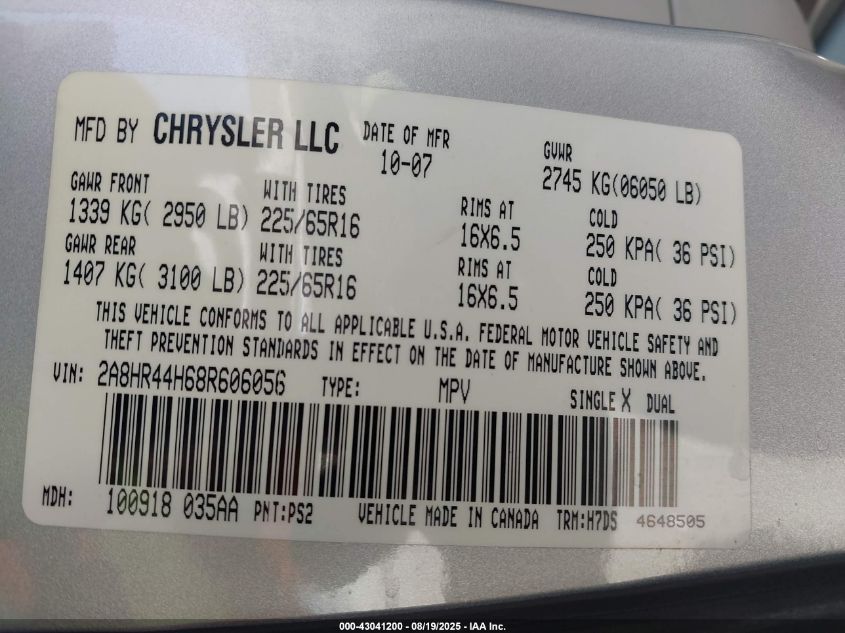 MFD BY CHRYSLER LLC DATE OF MFR 10-07 GVWR 2745 KG(06050 LB)
GAWR FRONT WITH TIRES RIMS AT COLD
1339 KG( 2950 LB) 225/65R16 16X6.5 250 KPA( 36 PSI)
GAWR REAR WITH TIRES RIMS AT COLD
1407 KG( 3100 LB) 225/65R16 16X6.5 250 KPA( 36 PSI)
THIS VEHICLE CONFORMS TO ALL APPLICABLE U.S.A. FEDERAL MOTOR VEHICLE SAFETY AND
THEFT PREVENTION STANDARDS IN EFFECT ON THE DATE OF MANUFACTURE SHOWN ABOVE.
VIN: 2A8HR44H68R606056 TYPE: MPV SINGLE X DUAL
MDH: 100918 035AA PNT:PS2 VEHICLE MADE IN CANADA TRM:H7DS 4648505
000-43041200 - 08/19/2025 - IAA Inc.